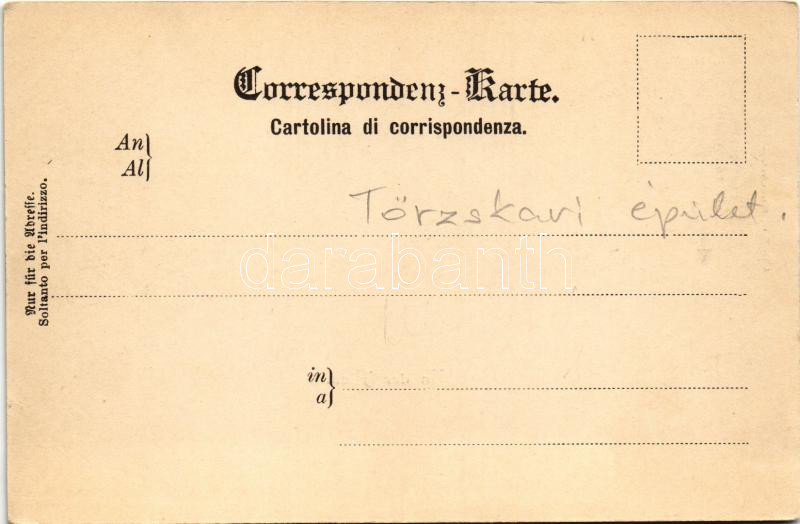 Correspondenz-Karte.
Cartolina di corrispondenza.
An
Al
Törzskari épület.
Nur für die Adresse.
Soltanto per l'indirizzo.
darabanth
in
a